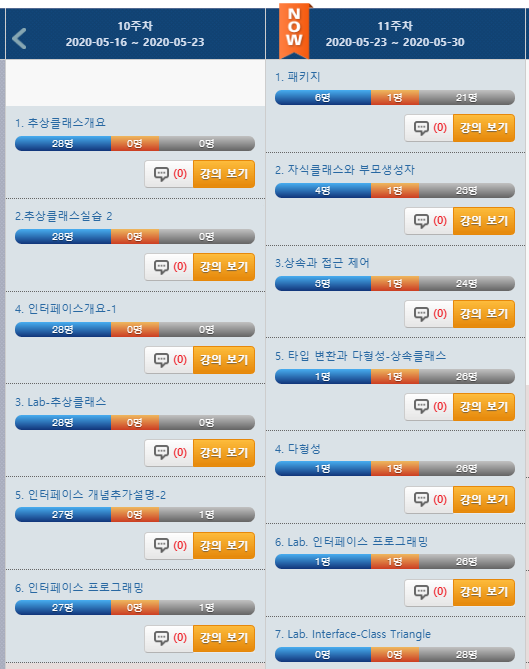 10주차
2020-05-16 ~ 2020-05-23
1. 추상클래스개요
28명 0명 0명
(0) 강의 보기
2.추상클래스실습 2
28명 0명 0명
(0) 강의 보기
4. 인터페이스개요-1
28명 0명 0명
(0) 강의 보기
3. Lab-추상클래스
28명 0명 0명
(0) 강의 보기
5. 인터페이스 개념추가설명-2
27명 0명 1명
(0) 강의 보기
6. 인터페이스 프로그래밍
27명 0명 1명
(0) 강의 보기
NOW
11주차
2020-05-23 ~ 2020-05-30
1. 패키지
6명 1명 21명
(0) 강의 보기
2. 자식클래스와 부모생성자
4명 1명 23명
(0) 강의 보기
3.상속과 접근 제어
3명 1명 24명
(0) 강의 보기
5. 타입 변환과 다형성-상속클래스
1명 1명 26명
(0) 강의 보기
4. 다형성
1명 1명 26명
(0) 강의 보기
6. Lab. 인터페이스 프로그래밍
1명 1명 26명
(0) 강의 보기
7. Lab. Interface-Class Triangle
0명 0명 28명